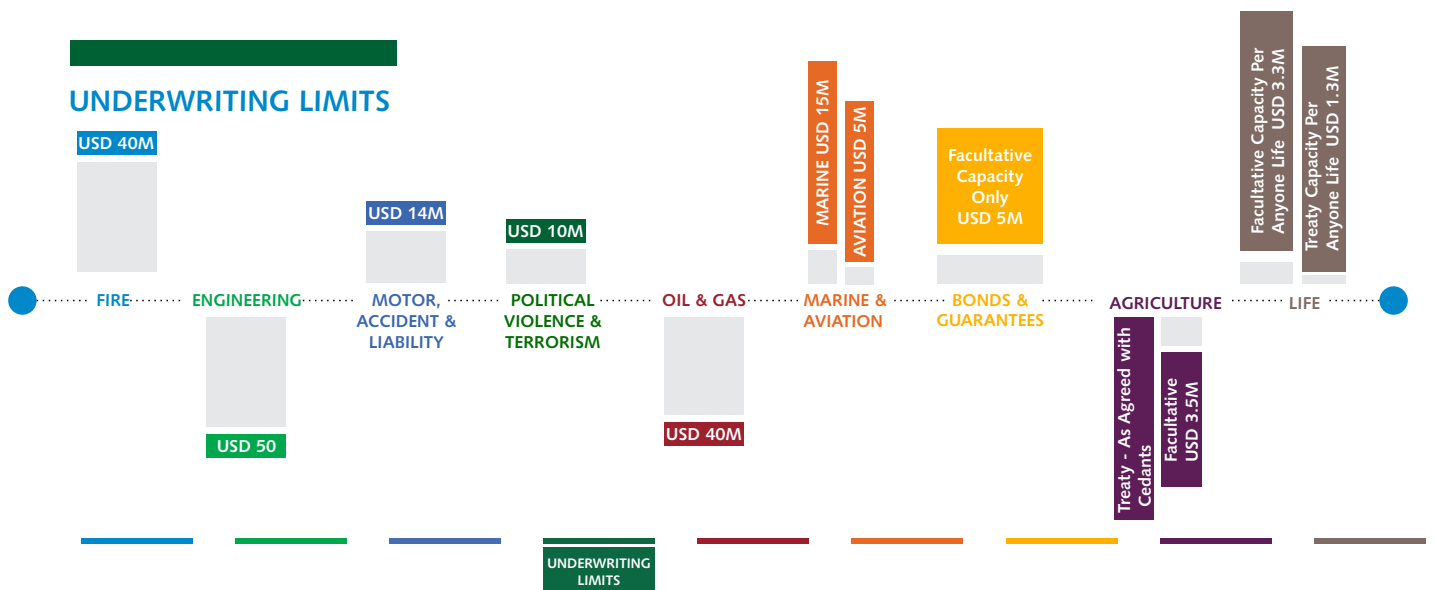 UNDERWRITING LIMITS
USD 40M
FIRE
ENGINEERING
USD 50
USD 14M
MOTOR,
ACCIDENT &
LIABILITY
USD 10M
POLITICAL
VIOLENCE &
TERRORISM
OIL & GAS
USD 40M
MARINE USD 15M
AVIATION USD 5M
MARINE &
AVIATION
Facultative
Capacity
Only
USD 5M
BONDS &
GUARANTEES
AGRICULTURE
Treaty - As Agreed with
Cedants
Facultative
USD 3.5M
Facultative Capacity Per
Anyone Life USD 3.3M
Treaty Capacity Per
Anyone Life USD 1.3M
LIFE
UNDERWRITING
LIMITS